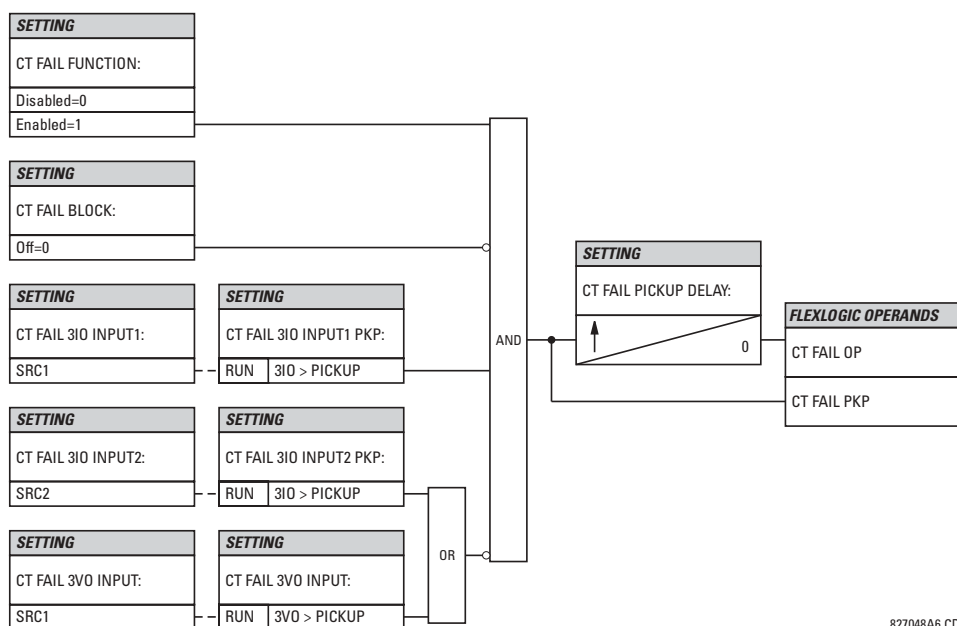 SETTING
CT FAIL FUNCTION:
Disabled=0
Enabled=1
SETTING
CT FAIL BLOCK:
Off=0
SETTING
CT FAIL 3I0 INPUT1:
SRC1
SETTING
CT FAIL 3I0 INPUT1 PKP:
RUN 3I0 > PICKUP
SETTING
CT FAIL 3I0 INPUT2:
SRC2
SETTING
CT FAIL 3I0 INPUT2 PKP:
RUN 3I0 > PICKUP
SETTING
CT FAIL 3V0 INPUT:
SRC1
SETTING
CT FAIL 3V0 INPUT:
RUN 3V0 > PICKUP
OR
AND
SETTING
CT FAIL PICKUP DELAY:
0
FLEXLOGIC OPERANDS
CT FAIL OP
CT FAIL PKP